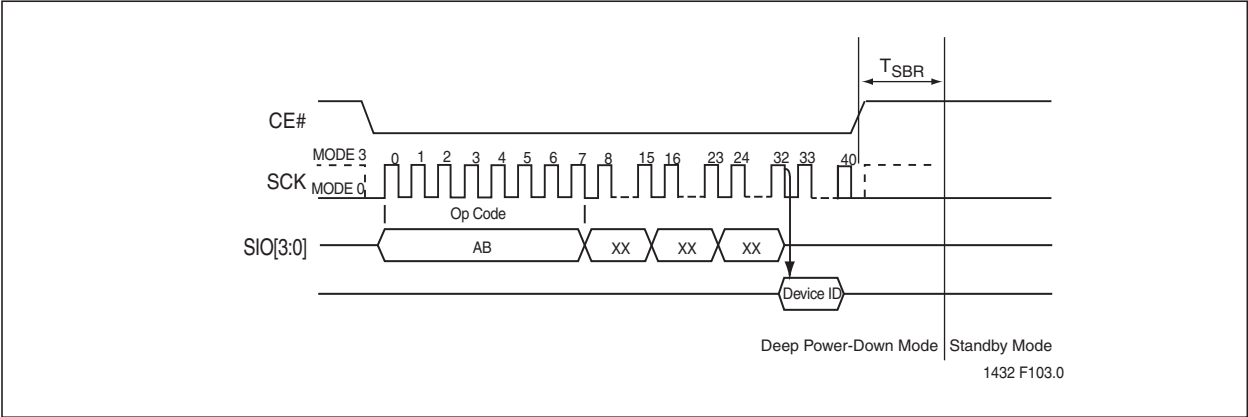 TSBR
CE#
MODE 3
0 1 2 3 4 5 6 7 8 15 16 23 24 32 33 40
SCK
MODE 0
Op Code
SIO[3:0]
AB XX XX XX
Device ID
Deep Power-Down Mode Standby Mode
1432 F103.0